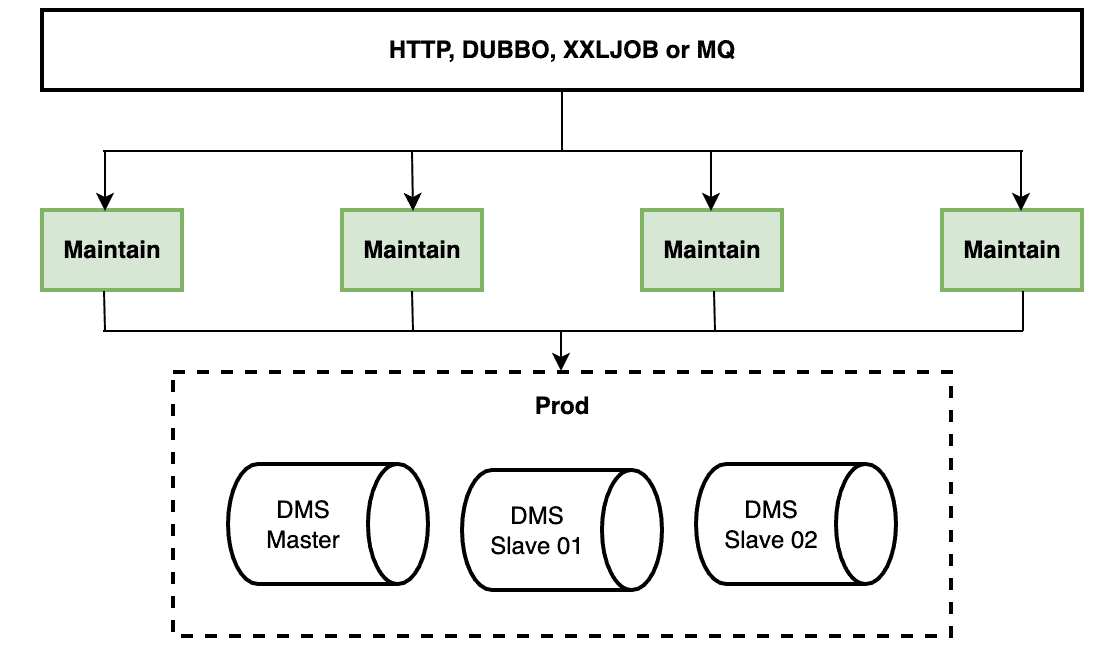 HTTP, DUBBO, XXLJOB or MQ
Maintain
Maintain
Maintain
Maintain
Prod
DMS
Master
DMS
Slave 01
DMS
Slave 02